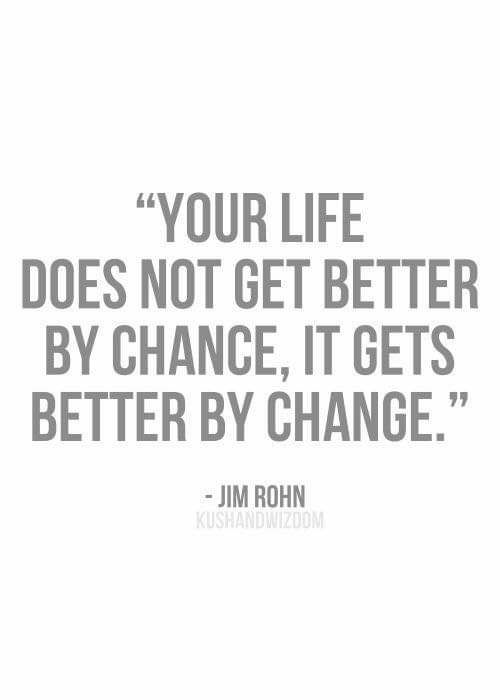 “YOUR LIFE
DOES NOT GET BETTER
BY CHANCE, IT GETS
BETTER BY CHANGE.”
- JIM ROHN
KUSHANDWIZDOM